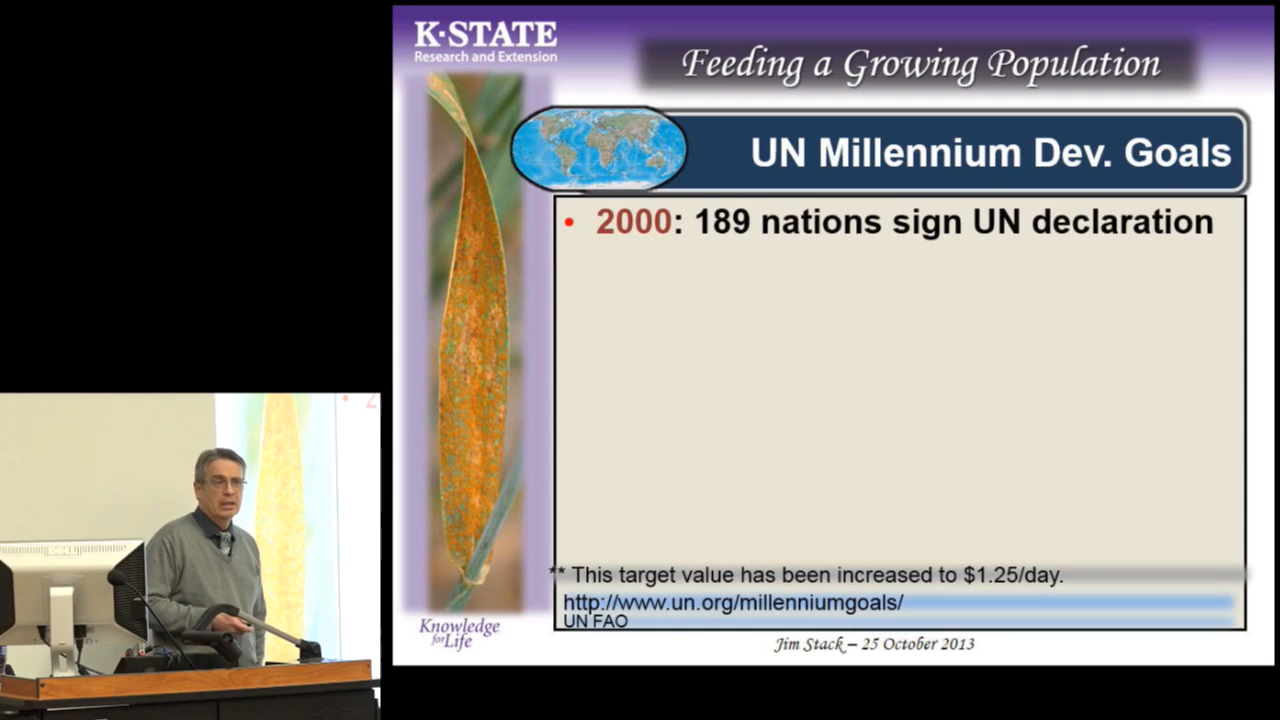 K·STATE
Research and Extension
Feeding a Growing Population
UN Millennium Dev. Goals
• 2000: 189 nations sign UN declaration
** This target value has been increased to $1.25/day.
http://www.un.org/millenniumgoals/
UN FAO
Knowledge
for Life
Jim Stack – 25 October 2013